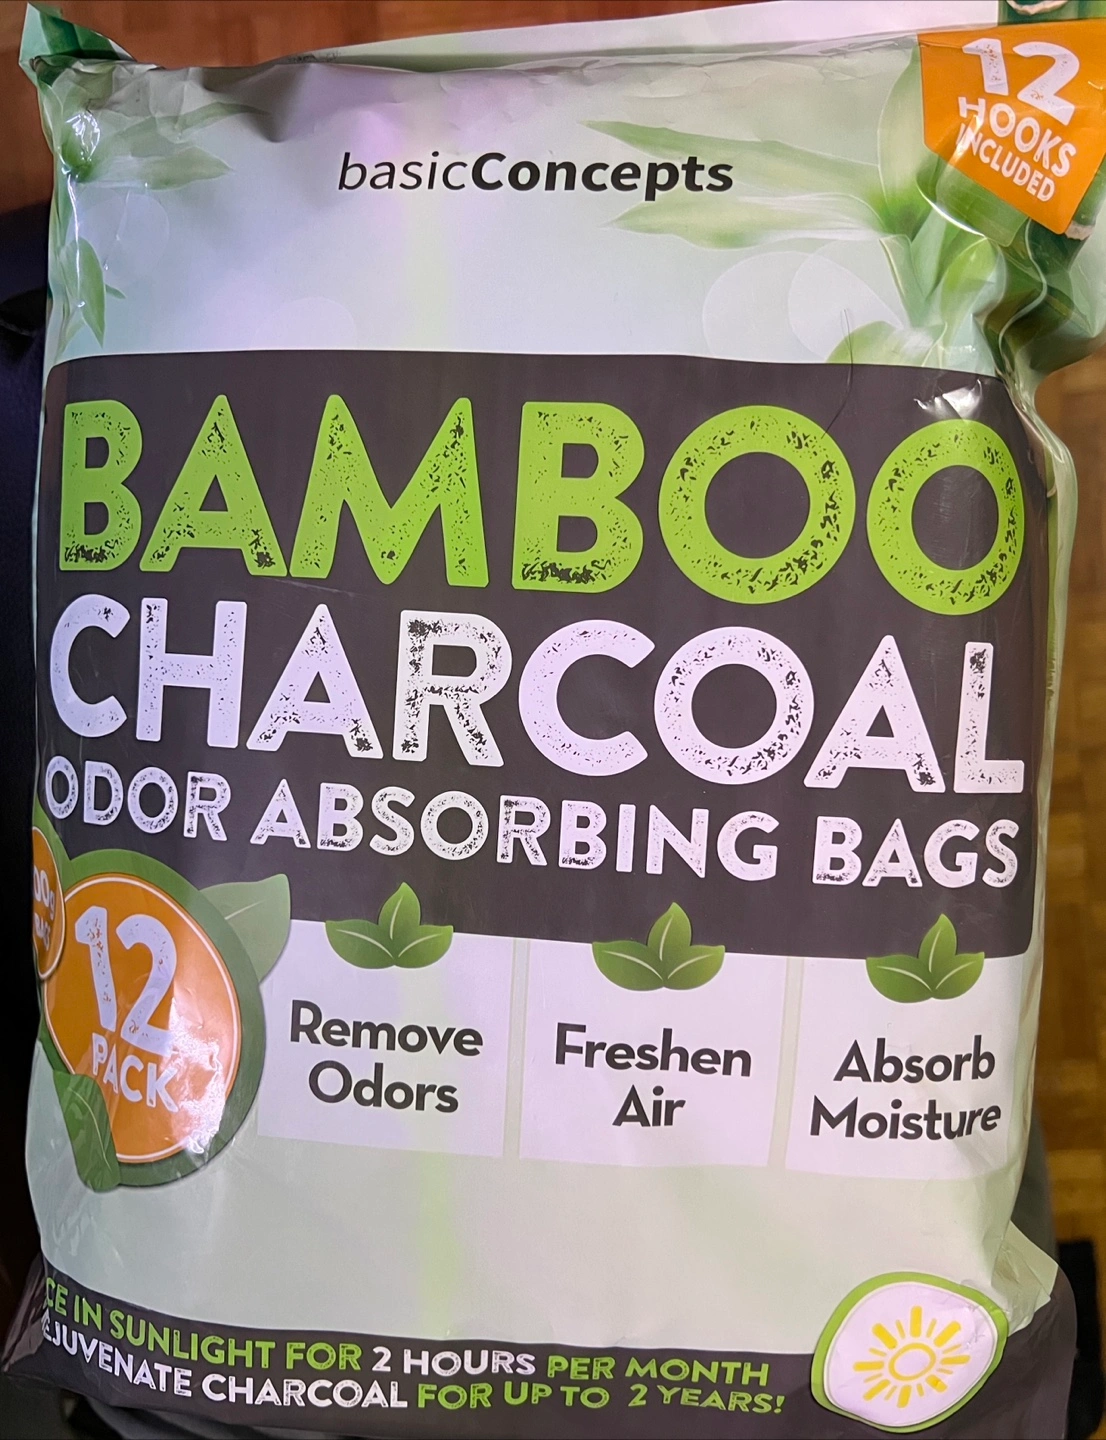 basicConcepts
12
HOOKS
INCLUDED
BAMBOO
CHARCOAL
ODOR ABSORBING BAGS
12
PACK
Remove
Odors
Freshen
Air
Absorb
Moisture
IN SUNLIGHT FOR 2 HOURS PER MONTH
CHARCOAL FOR UP TO 2 YEARS!